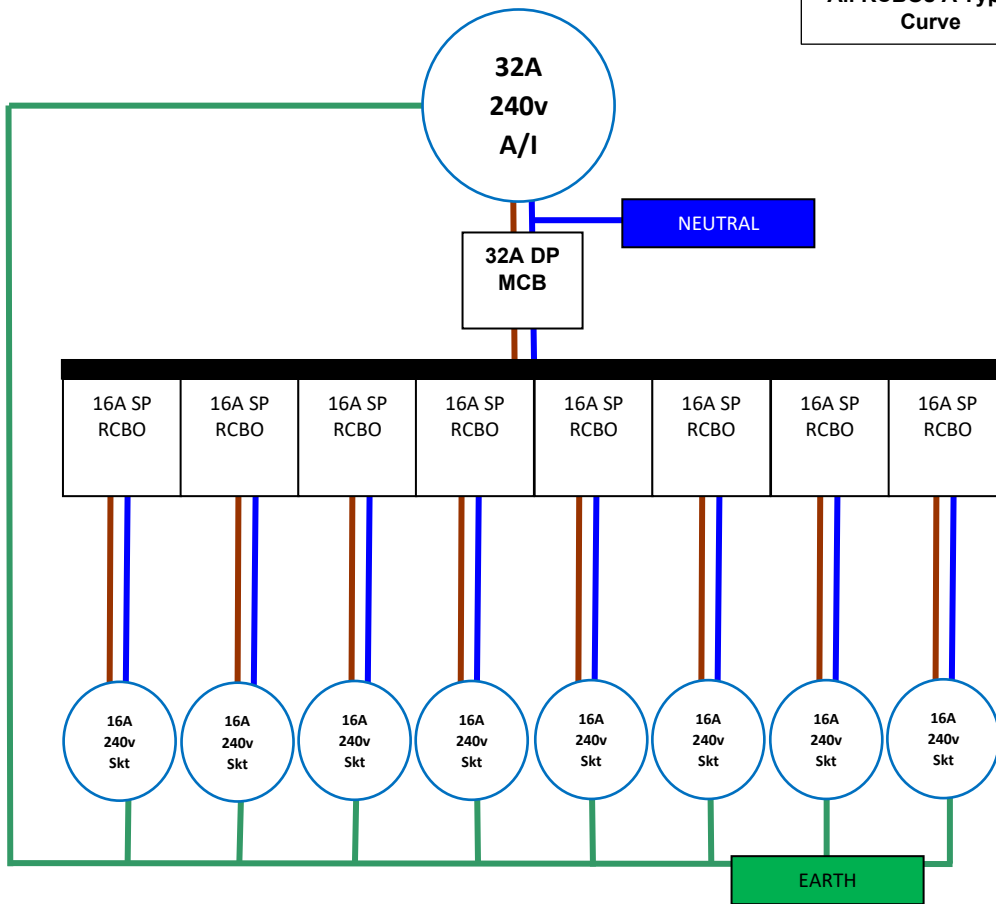 Curve
32A
240v
A/I
NEUTRAL
32A DP
MCB
16A SP
RCBO
16A SP
RCBO
16A SP
RCBO
16A SP
RCBO
16A SP
RCBO
16A SP
RCBO
16A SP
RCBO
16A SP
RCBO
16A
240v
Skt
16A
240v
Skt
16A
240v
Skt
16A
240v
Skt
16A
240v
Skt
16A
240v
Skt
16A
240v
Skt
16A
240v
Skt
EARTH